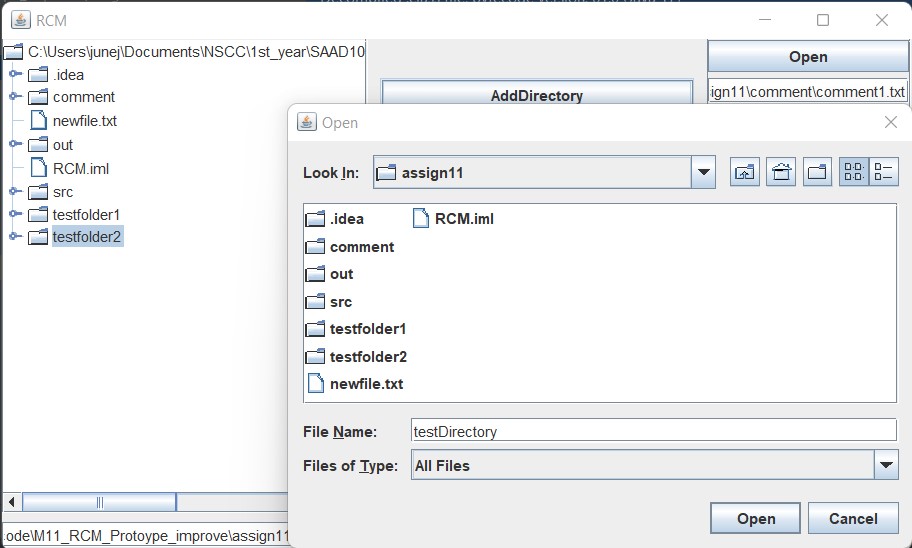 RCM
C:\Users\junej\Documents\NSCC\1st_year\SAAD10
.idea
comment
newfile.txt
out
RCM.iml
src
testfolder1
testfolder2
AddDirectory
Open
ign11\comment\comment1.txt
Open
Look In:
assign11
.idea
RCM.iml
comment
out
src
testfolder1
testfolder2
newfile.txt
File Name:
testDirectory
Files of Type:
All Files
Open
Cancel
ode\M11_RCM_Protoype_improve\assign11